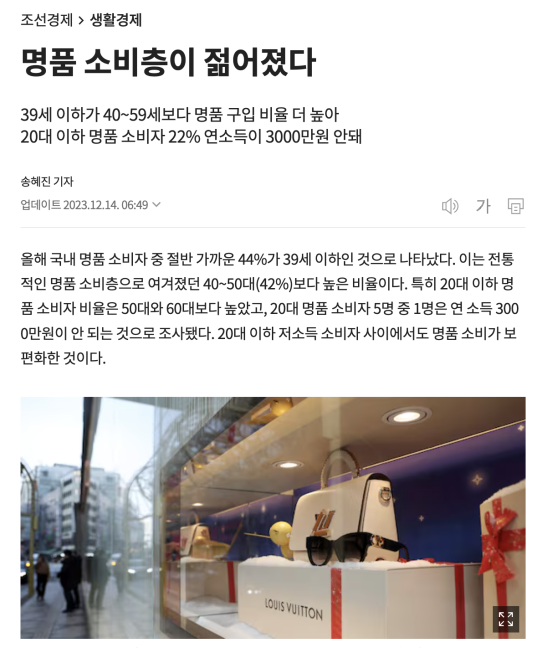 조선경제 > 생활경제
명품 소비층이 젊어졌다
39세 이하가 40~59세보다 명품 구입 비율 더 높아
20대 이하 명품 소비자 22% 연소득이 3000만원 안돼
송혜진 기자
업데이트 2023.12.14. 06:49
가
올해 국내 명품 소비자 중 절반 가까운 44%가 39세 이하인 것으로 나타났다. 이는 전통
적인 명품 소비층으로 여겨졌던 40~50대(42%)보다 높은 비율이다. 특히 20대 이하 명
품 소비자 비율은 50대와 60대보다 높았고, 20대 명품 소비자 5명 중 1명은 연 소득 300
0만원이 안 되는 것으로 조사됐다. 20대 이하 저소득 소비자 사이에서도 명품 소비가 보
편화한 것이다.
LOUIS VUITTON